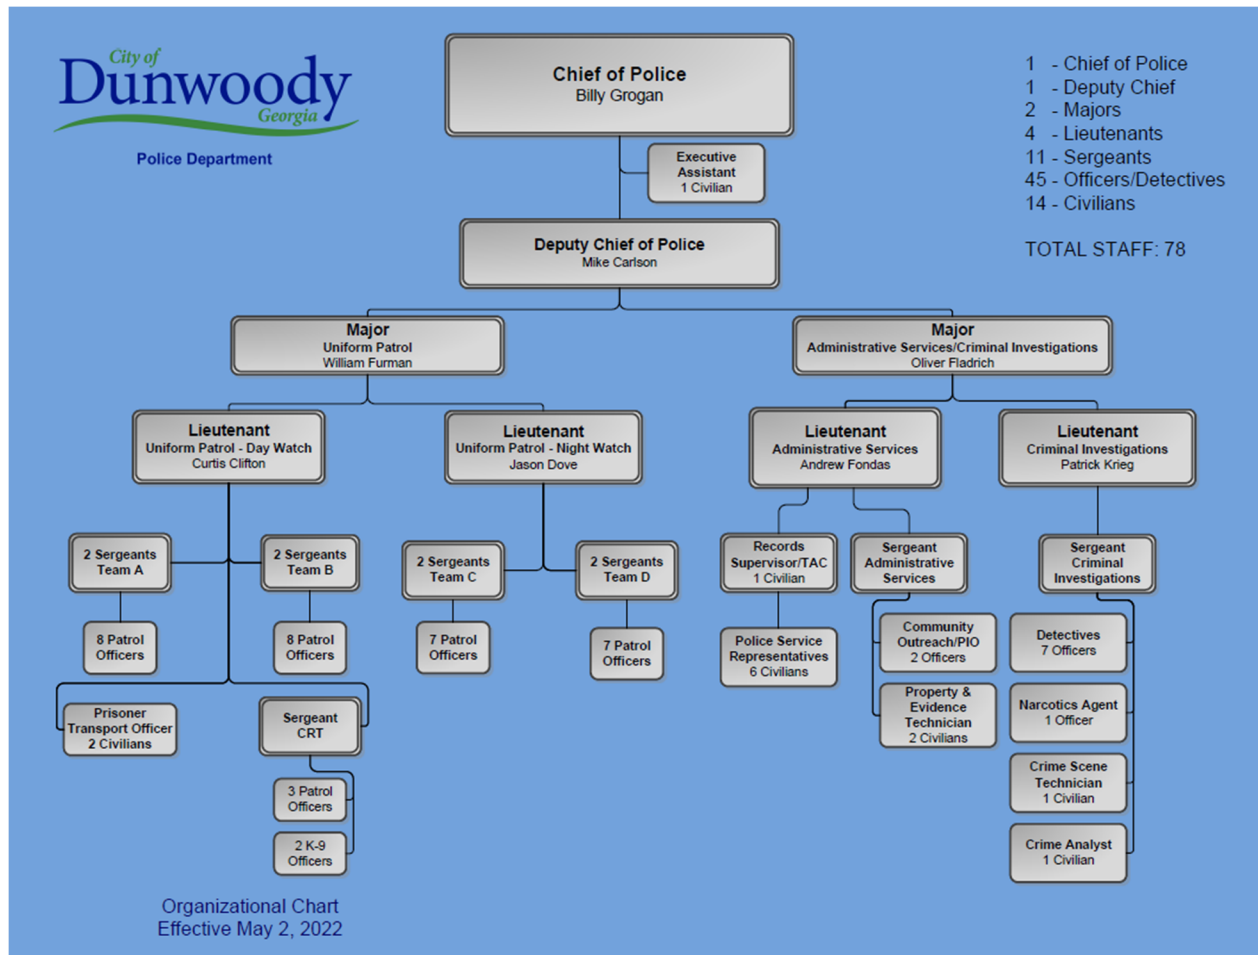 City of
Dunwoody
Georgia
Police Department
Chief of Police
Billy Grogan
1 - Chief of Police
1 - Deputy Chief
2 - Majors
4 - Lieutenants
11 - Sergeants
45 - Officers/Detectives
14 - Civilians
TOTAL STAFF: 78
Executive
Assistant
1 Civilian
Deputy Chief of Police
Mike Carlson
Major
Uniform Patrol
William Furman
Major
Administrative Services/Criminal Investigations
Oliver Fladrich
Lieutenant
Uniform Patrol - Day Watch
Curtis Clifton
Lieutenant
Uniform Patrol - Night Watch
Jason Dove
Lieutenant
Administrative Services
Andrew Fondas
Lieutenant
Criminal Investigations
Patrick Krieg
2 Sergeants
Team A
2 Sergeants
Team B
2 Sergeants
Team C
2 Sergeants
Team D
Records
Supervisor/TAC
1 Civilian
Sergeant
Administrative
Services
Sergeant
Criminal
Investigations
8 Patrol
Officers
8 Patrol
Officers
7 Patrol
Officers
7 Patrol
Officers
Police Service
Representatives
6 Civilians
Community
Outreach/PIO
2 Officers
Detectives
7 Officers
Prisoner
Transport Officer
2 Civilians
Sergeant
CRT
Property &
Evidence
Technician
2 Civilians
Narcotics Agent
1 Officer
3 Patrol
Officers
Crime Scene
Technician
1 Civilian
2 K-9
Officers
Crime Analyst
1 Civilian
Organizational Chart
Effective May 2, 2022